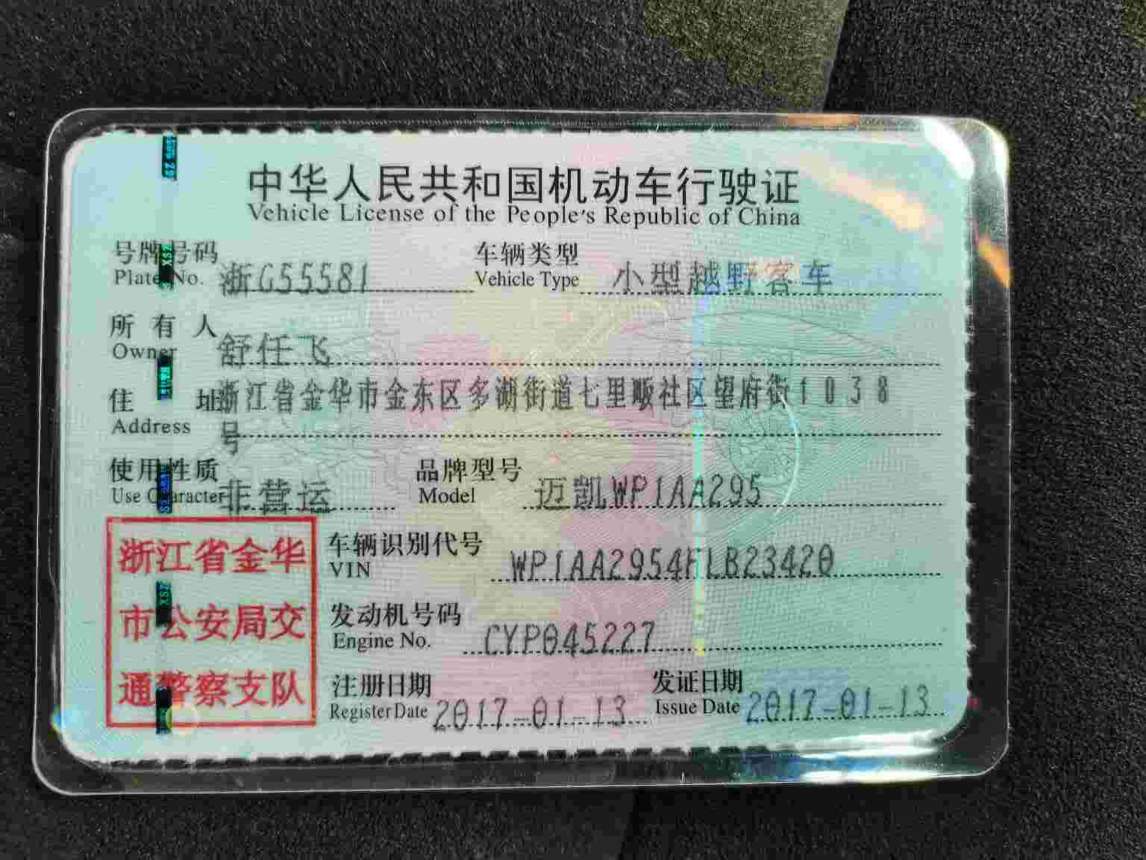 中华人民共和国机动车行驶证
Vehicle License of the People's Republic of China
号牌号码 浙G55581 车辆类型 小型越野客车
Plate No. Vehicle Type
所有人 舒任飞
Owner
住址 浙江省金华市金东区多湖街道七里畈社区望府街1038
Address 号
使用性质 非营运 品牌型号 迈凯WP1AA295
Use Character Model
浙江省金华
市公安局交
通警察支队
车辆识别代号 WP1AA2954FLB23420
VIN
发动机号码 CYP045227
Engine No.
注册日期 2017-01-13 发证日期 2017-01-13
Register Date Issue Date